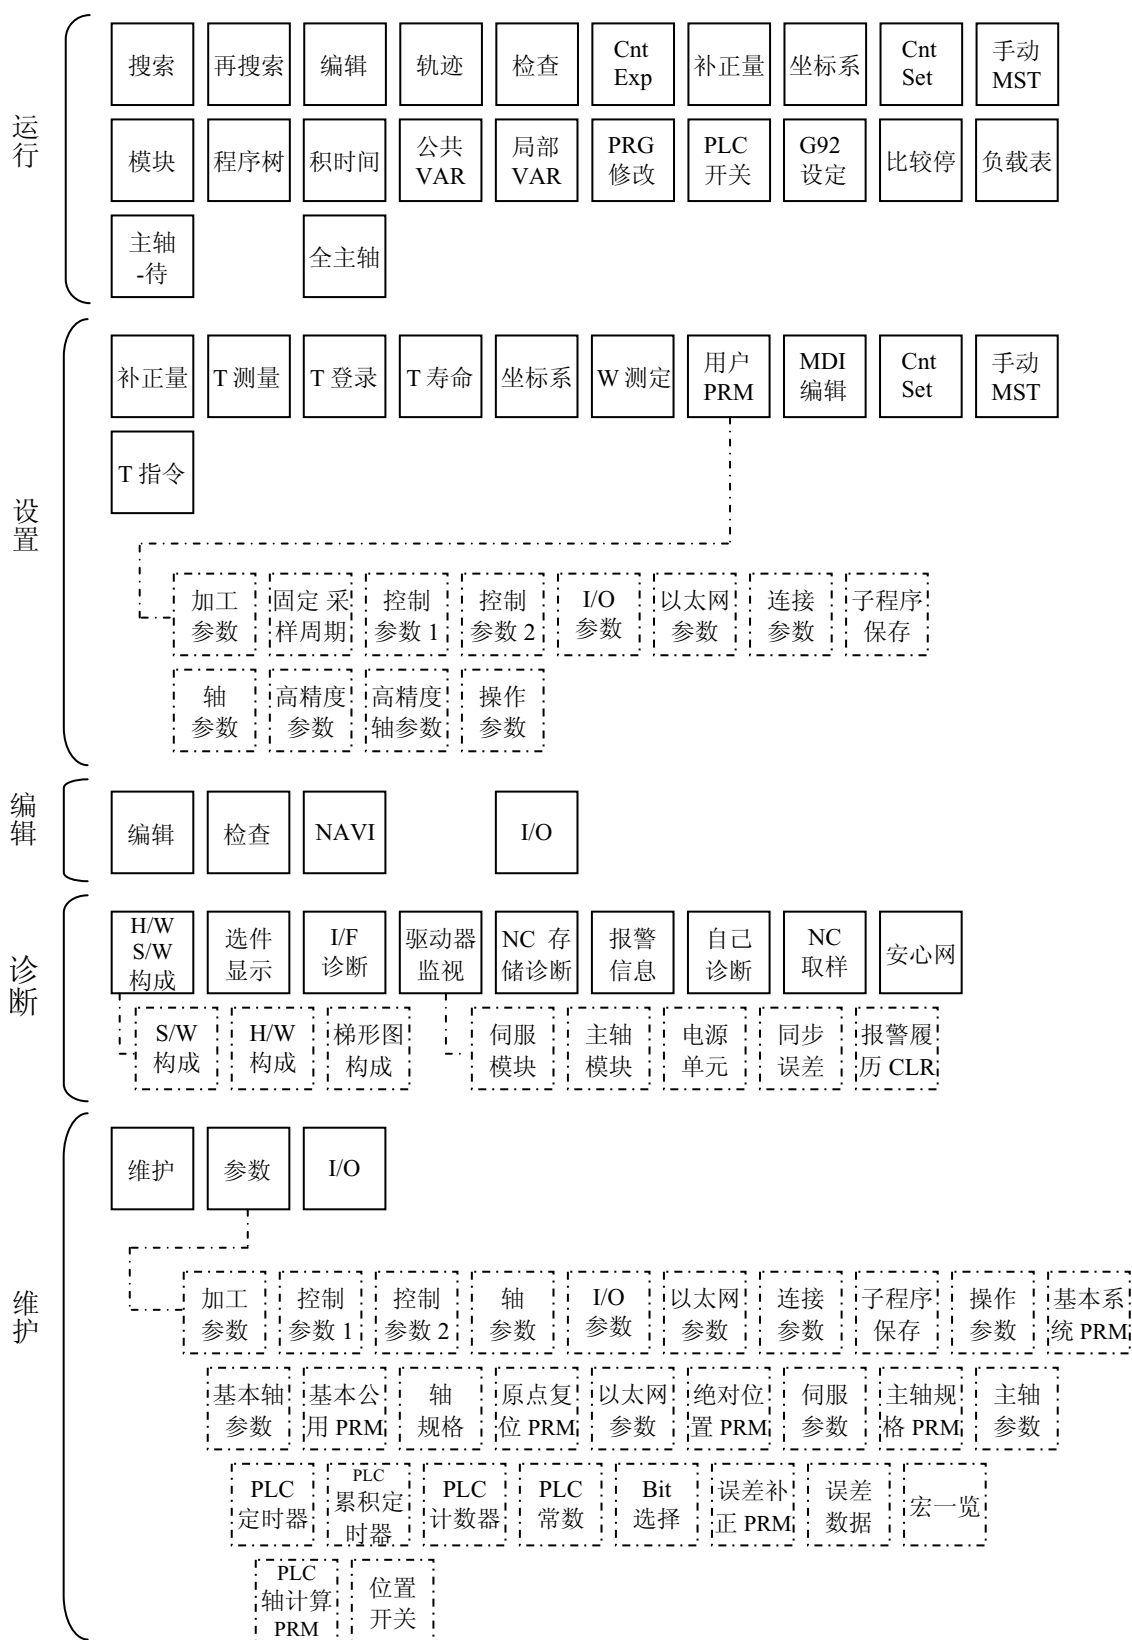 运行
搜索
再搜索
编辑
轨迹
检查
Cnt
Exp
补正量
坐标系
Cnt
Set
手动
MST
模块
程序树
积时间
公共
VAR
局部
VAR
PRG
修改
PLC
开关
G92
设定
比较停
负载表
主轴
-待
全主轴
设置
补正量
T 测量
T 登录
T 寿命
坐标系
W 测定
用户
PRM
MDI
编辑
Cnt
Set
手动
MST
T 指令
加工
参数
固定 采
样周期
控制
参数 1
控制
参数 2
I/O
参数
以太网
参数
连接
参数
子程序
保存
轴
参数
高精度
参数
高精度
轴参数
操作
参数
编辑
编辑
检查
NAVI
I/O
诊断
H/W
S/W
构成
选件
显示
I/F
诊断
驱动器
监视
NC 存
储诊断
报警
信息
自己
诊断
NC
取样
安心网
S/W
构成
H/W
构成
梯形图
构成
伺服
模块
主轴
模块
电源
单元
同步
误差
报警履
历 CLR
维护
维护
参数
I/O
加工
参数
控制
参数 1
控制
参数 2
轴
参数
I/O
参数
以太网
参数
连接
参数
子程序
保存
操作
参数
基本系
统 PRM
基本轴
参数
基本公
用 PRM
轴
规格
原点复
位 PRM
以太网
参数
绝对位
置 PRM
伺服
参数
主轴规
格 PRM
主轴
参数
PLC
定时器
PLC
累积定
时器
PLC
计数器
PLC
常数
Bit
选择
误差补
正 PRM
误差
数据
宏一览
PLC
轴计算
PRM
位置
开关